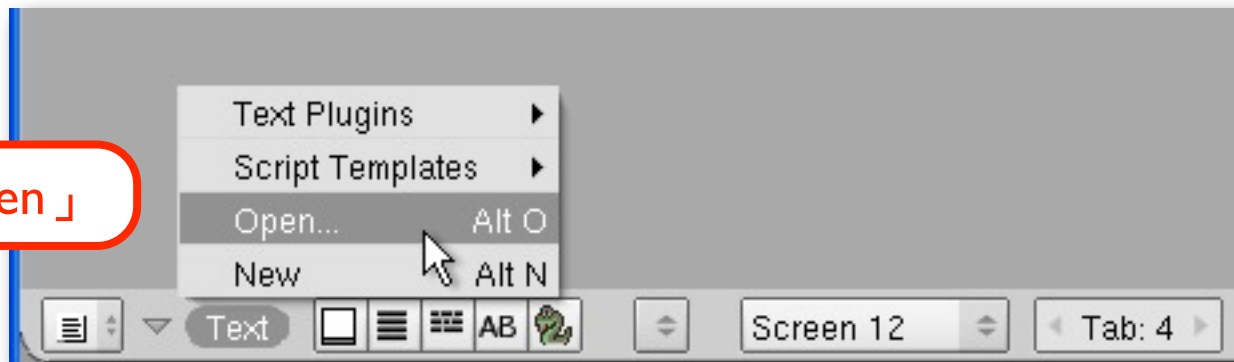 Text Plugins
Script Templates
en 」
Open... Alt O
New Alt N
Text AB Screen 12 Tab: 4